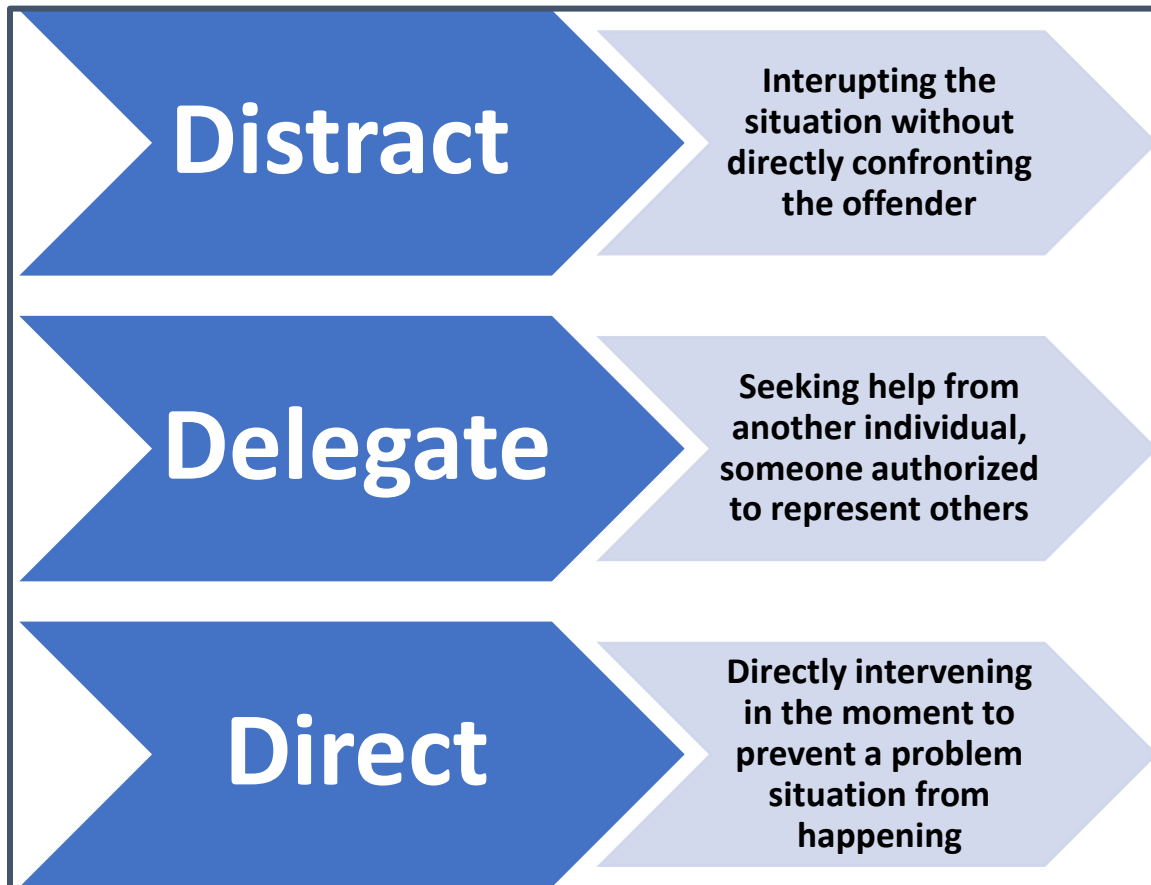 Distract
Interupting the
situation without
directly confronting
the offender
Delegate
Seeking help from
another individual,
someone authorized
to represent others
Direct
Directly intervening
in the moment to
prevent a problem
situation from
happening